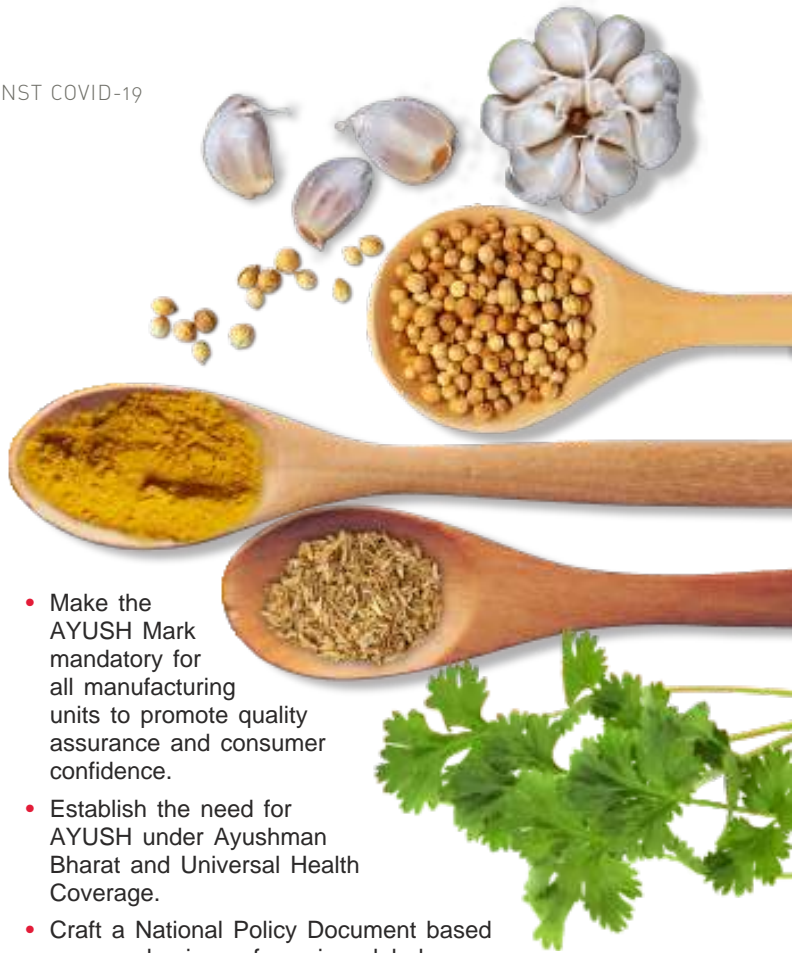 NST COVID-19
• Make the
AYUSH Mark
mandatory for
all manufacturing
units to promote quality
assurance and consumer
confidence.
• Establish the need for
AYUSH under Ayushman
Bharat and Universal Health
Coverage.
• Craft a National Policy Document based